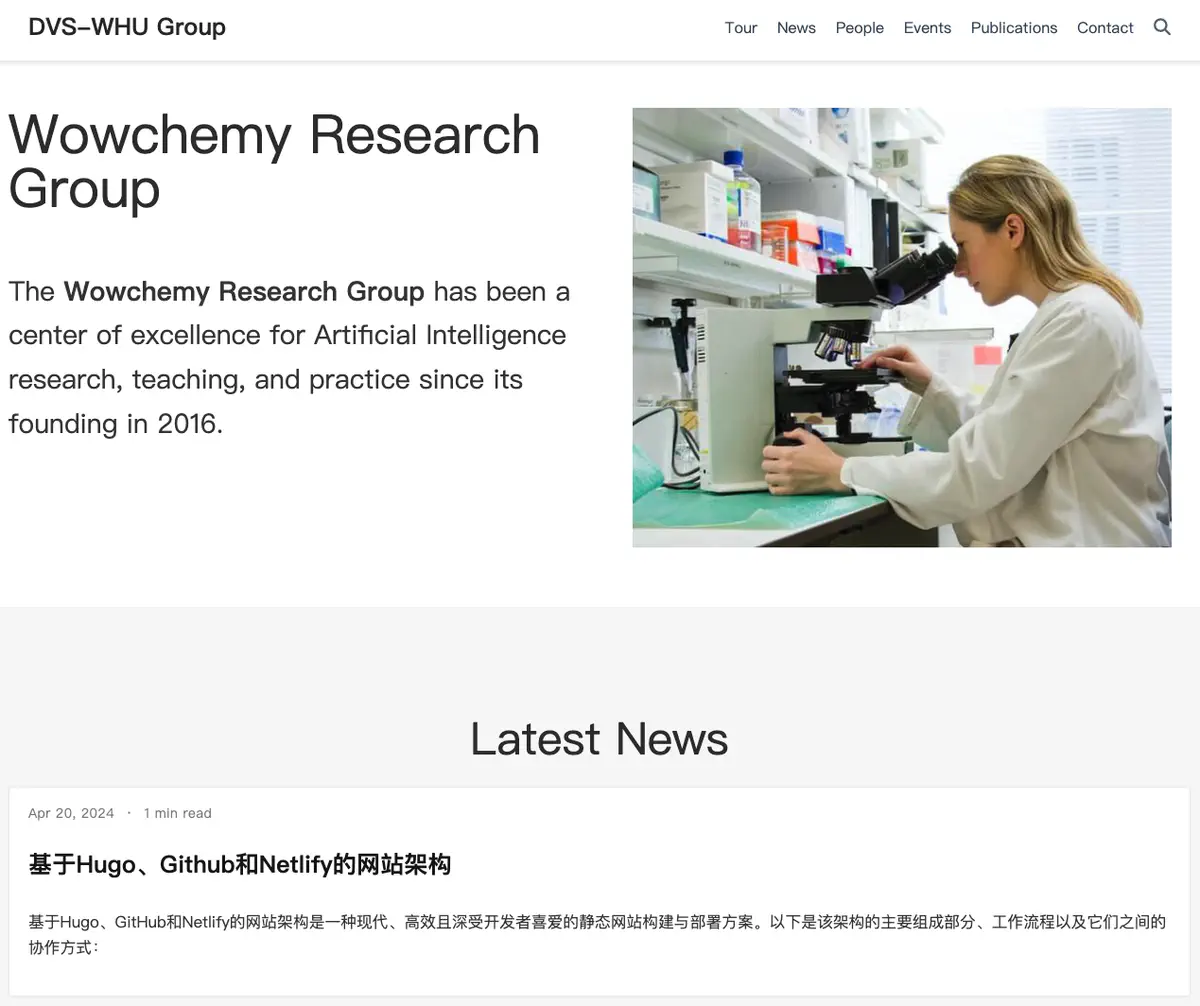 DVS-WHU Group
Tour News People Events Publications Contact
Wowchemy Research
Group
The Wowchemy Research Group has been a
center of excellence for Artificial Intelligence
research, teaching, and practice since its
founding in 2016.
Latest News
Apr 20, 2024 · 1 min read
基于Hugo、Github和Netlify的网站架构
基于Hugo、GitHub和Netlify的网站架构是一种现代、高效且深受开发者喜爱的静态网站构建与部署方案。以下是该架构的主要组成部分、工作流程以及它们之间的
协作方式：